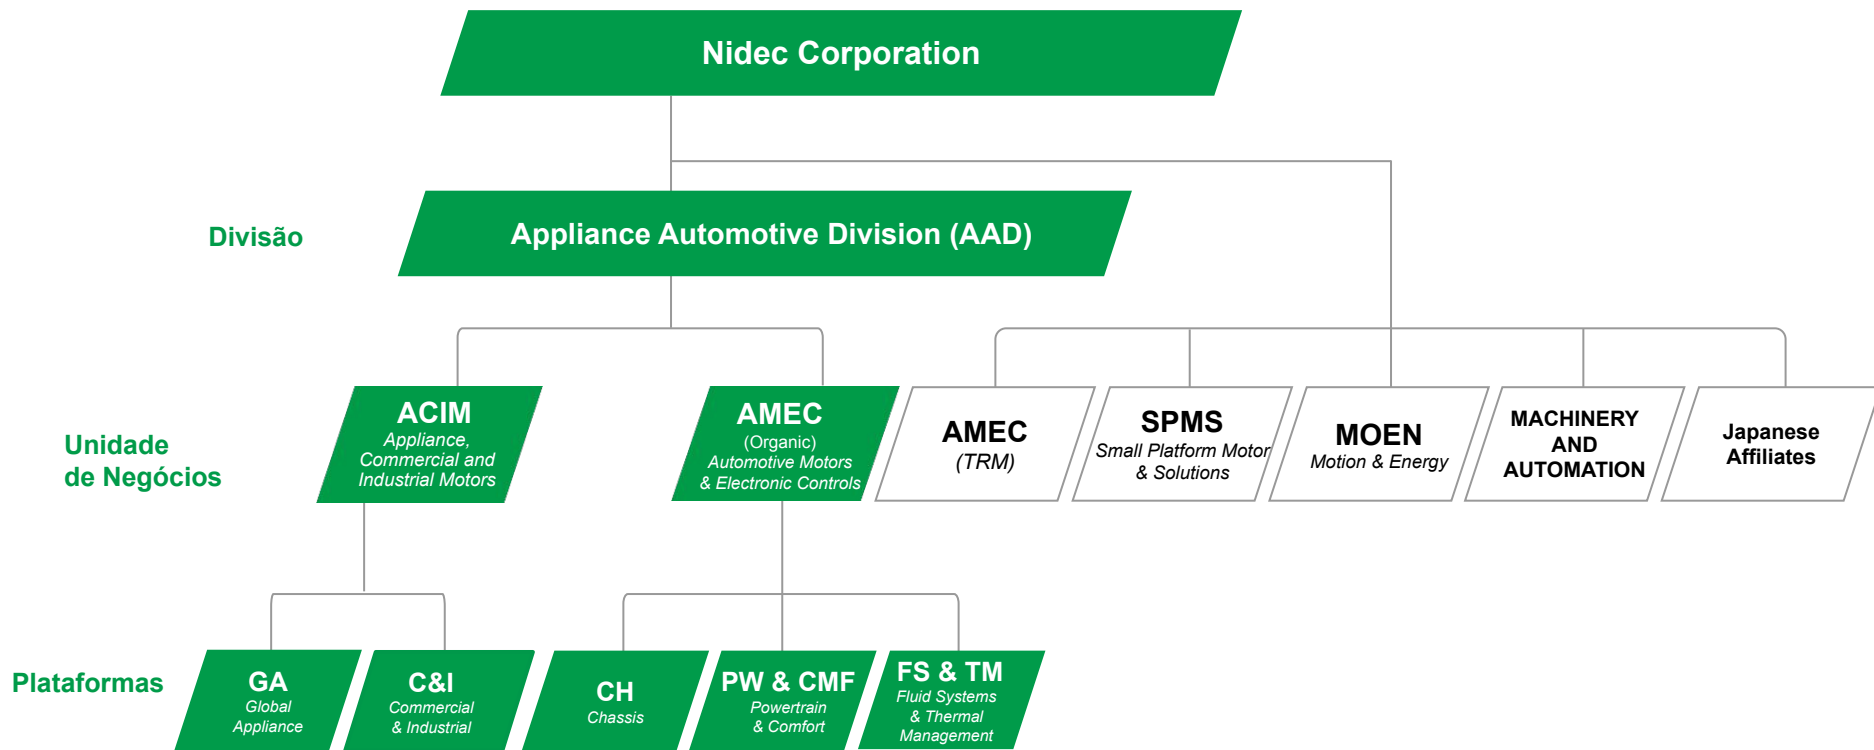 Nidec Corporation
Divisão
Appliance Automotive Division (AAD)
Unidade
de Negócios
ACIM
Appliance,
Commercial and
Industrial Motors
AMEC
(Organic)
Automotive Motors
& Electronic Controls
AMEC
(TRM)
SPMS
Small Platform Motor
& Solutions
MOEN
Motion & Energy
MACHINERY
AND
AUTOMATION
Japanese
Affiliates
Plataformas
GA
Global
Appliance
C&I
Commercial
& Industrial
CH
Chassis
PW & CMF
Powertrain
& Comfort
FS & TM
Fluid Systems
& Thermal
Management